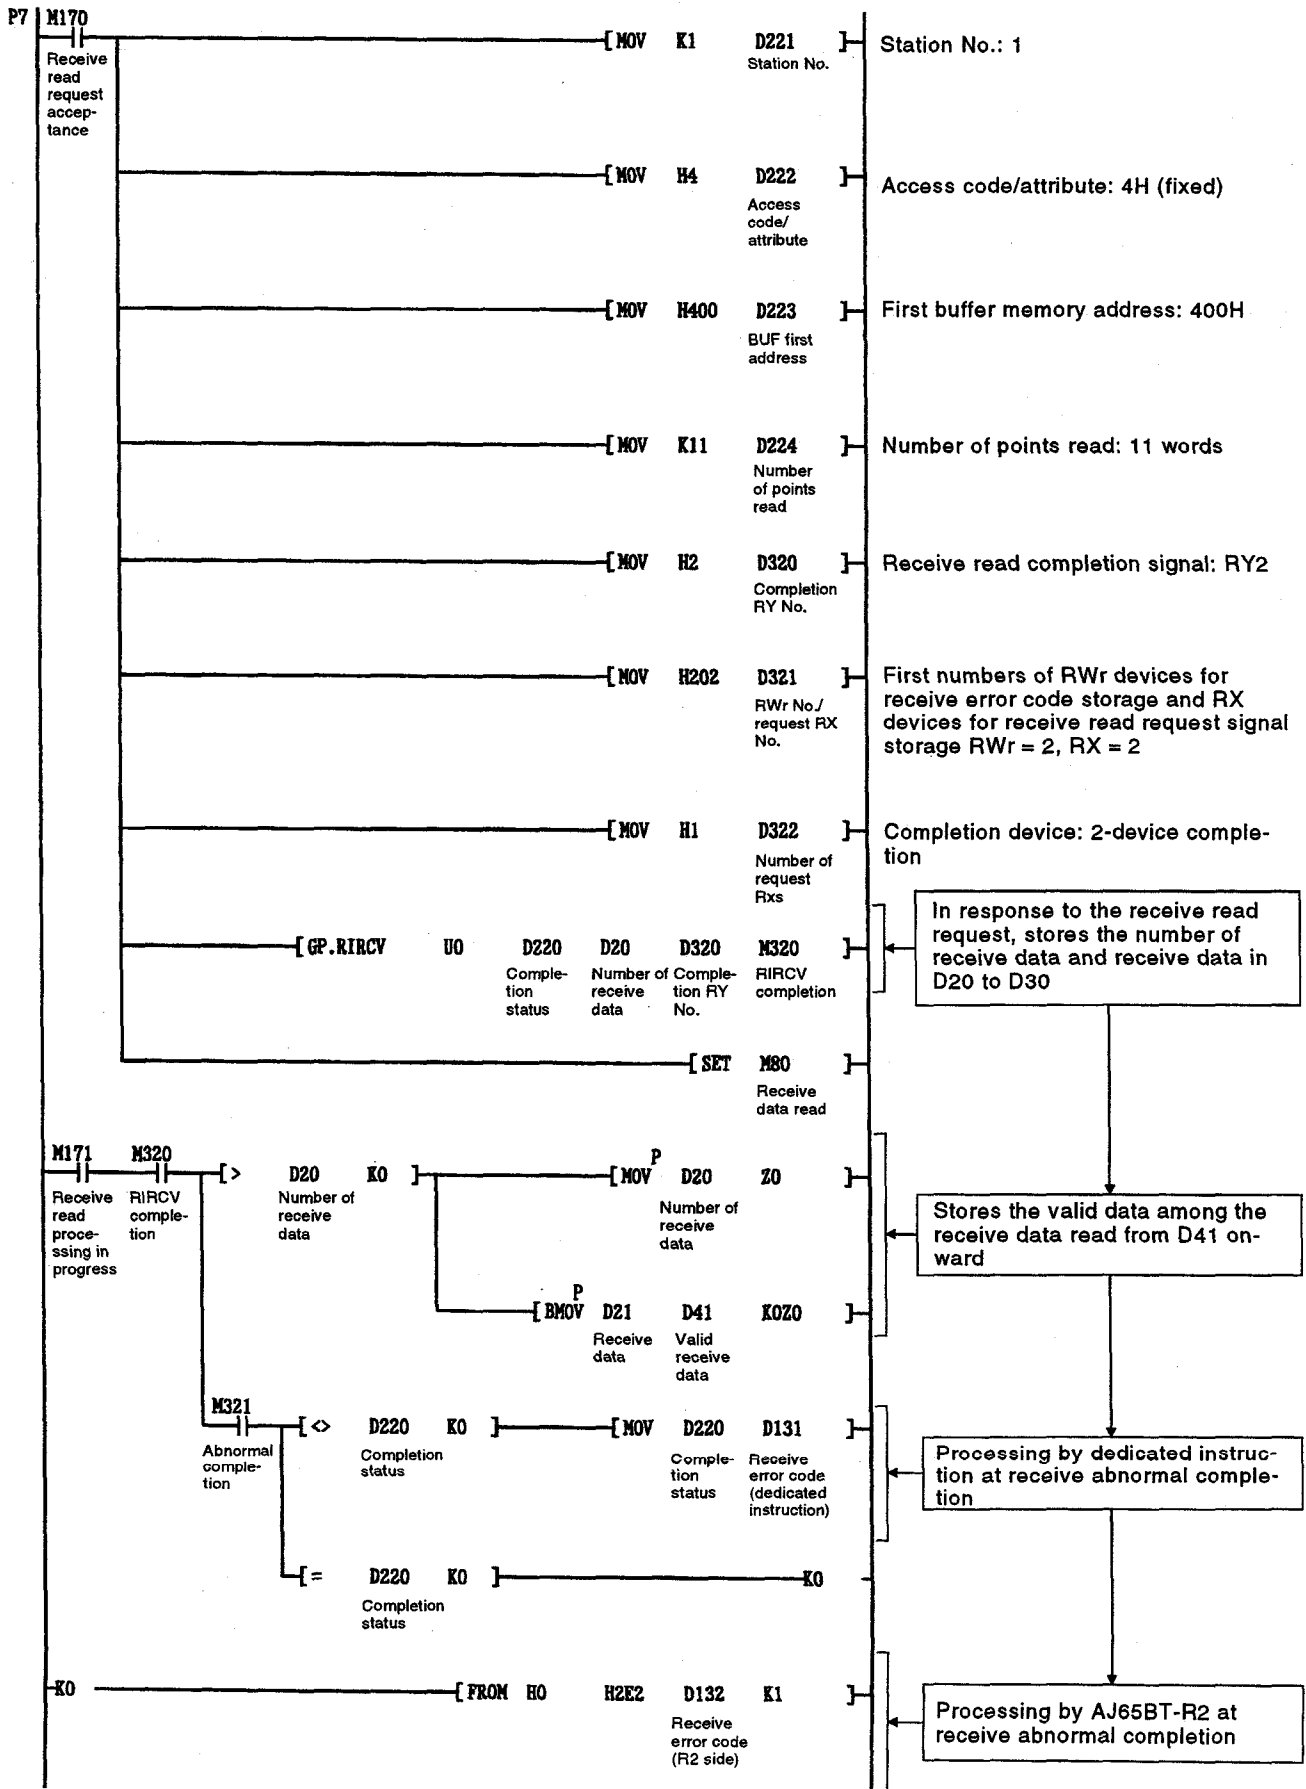 P7 M170
Receive
read
request
accep-
tance
[MOV K1 D221 ]
Station No.
Station No.: 1
[MOV H4 D222 ]
Access
code/
attribute
Access code/attribute: 4H (fixed)
[MOV H400 D223 ]
BUF first
address
First buffer memory address: 400H
[MOV K11 D224 ]
Number
of points
read
Number of points read: 11 words
[MOV H2 D320 ]
Completion
RY No.
Receive read completion signal: RY2
[MOV H202 D321 ]
RWr No./
request RX
No.
First numbers of RWr devices for
receive error code storage and RX
devices for receive read request signal
storage RWr = 2, RX = 2
[MOV H1 D322 ]
Number of
request
Rxs
Completion device: 2-device comple-
tion
[GP.RIRCV U0 D220 D20 D320 M320 ]
Comple-
tion
status
Number of
receive
data
Comple-
tion RY
No.
RIRCV
completion
In response to the receive read
request, stores the number of
receive data and receive data in
D20 to D30
[SET M80 ]
Receive
data read
M171 M320
Receive
read
proce-
ssing in
progress
RIRCV
comple-
tion
[> D20 K0 ]
Number of
receive
data
P
[MOV D20 Z0 ]
Number of
receive
data
P
[BMOV D21 D41 K0Z0 ]
Receive
data
Valid
receive
data
Stores the valid data among the
receive data read from D41 on-
ward
M321
Abnormal
comple-
tion
[<> D220 K0 ]
Completion
status
[MOV D220 D131 ]
Comple-
tion
status
Receive
error code
(dedicated
instruction)
Processing by dedicated instruc-
tion at receive abnormal comple-
tion
[= D220 K0 ]
Completion
status
K0
K0
[FROM H0 H2E2 D132 K1 ]
Receive
error code
(R2 side)
Processing by AJ65BT-R2 at
receive abnormal completion